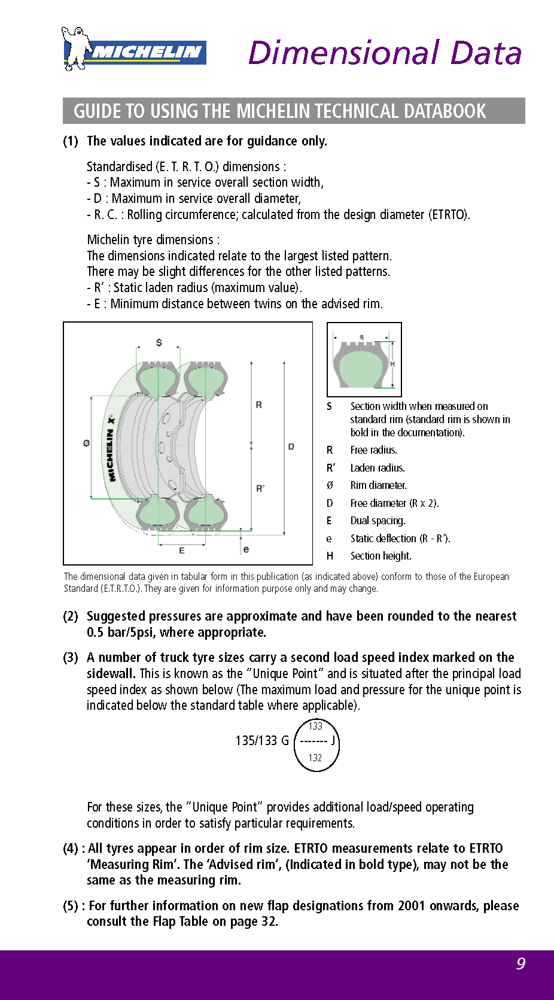 MICHELIN
Dimensional Data
GUIDE TO USING THE MICHELIN TECHNICAL DATABOOK
(1) The values indicated are for guidance only.
Standardised (E. T. R. T. O.) dimensions :
- S : Maximum in service overall section width,
- D : Maximum in service overall diameter,
- R. C. : Rolling circumference; calculated from the design diameter (ETRTO).
Michelin tyre dimensions :
The dimensions indicated relate to the largest listed pattern.
There may be slight differences for the other listed patterns.
- R’ : Static laden radius (maximum value).
- E : Minimum distance between twins on the advised rim.
S
R
Ø
MICHELIN X
D
R’
E
e
S
H
S Section width when measured on
standard rim (standard rim is shown in
bold in the documentation).
R Free radius.
R’ Laden radius.
Ø Rim diameter.
D Free diameter (R x 2).
E Dual spacing.
e Static deflection (R - R’).
H Section height.
The dimensional data given in tabular form in this publication (as indicated above) conform to those of the European
Standard (E.T.R.T.O.). They are given for information purpose only and may change.
(2) Suggested pressures are approximate and have been rounded to the nearest
0.5 bar/5psi, where appropriate.
(3) A number of truck tyre sizes carry a second load speed index marked on the
sidewall. This is known as the “Unique Point” and is situated after the principal load
speed index as shown below (The maximum load and pressure for the unique point is
indicated below the standard table where applicable).
133
135/133 G ------- J
132
For these sizes, the “Unique Point” provides additional load/speed operating
conditions in order to satisfy particular requirements.
(4) : All tyres appear in order of rim size. ETRTO measurements relate to ETRTO
‘Measuring Rim’. The ‘Advised rim’, (Indicated in bold type), may not be the
same as the measuring rim.
(5) : For further information on new flap designations from 2001 onwards, please
consult the Flap Table on page 32.
9